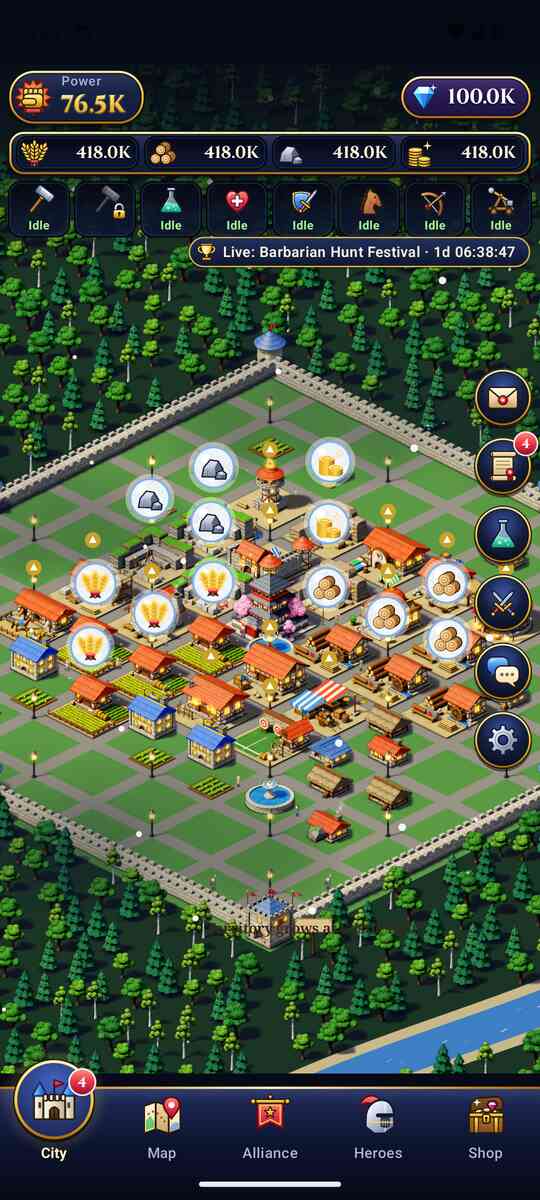 Power
76.5K
100.0K
418.0K 418.0K 418.0K 418.0K
Idle Idle Idle Idle Idle Idle Idle
Live: Barbarian Hunt Festival · 1d 06:38:47
4
grows a
4
City Map Alliance Heroes Shop